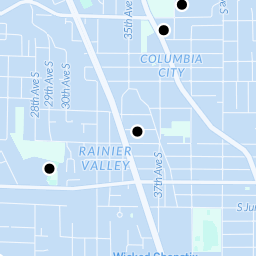 35th Ave S
S a
COLUMBIA
CITY
28th Ave S
29th Ave S
30th Ave S
RAINIER
VALLEY
37th Ave S
S Ju